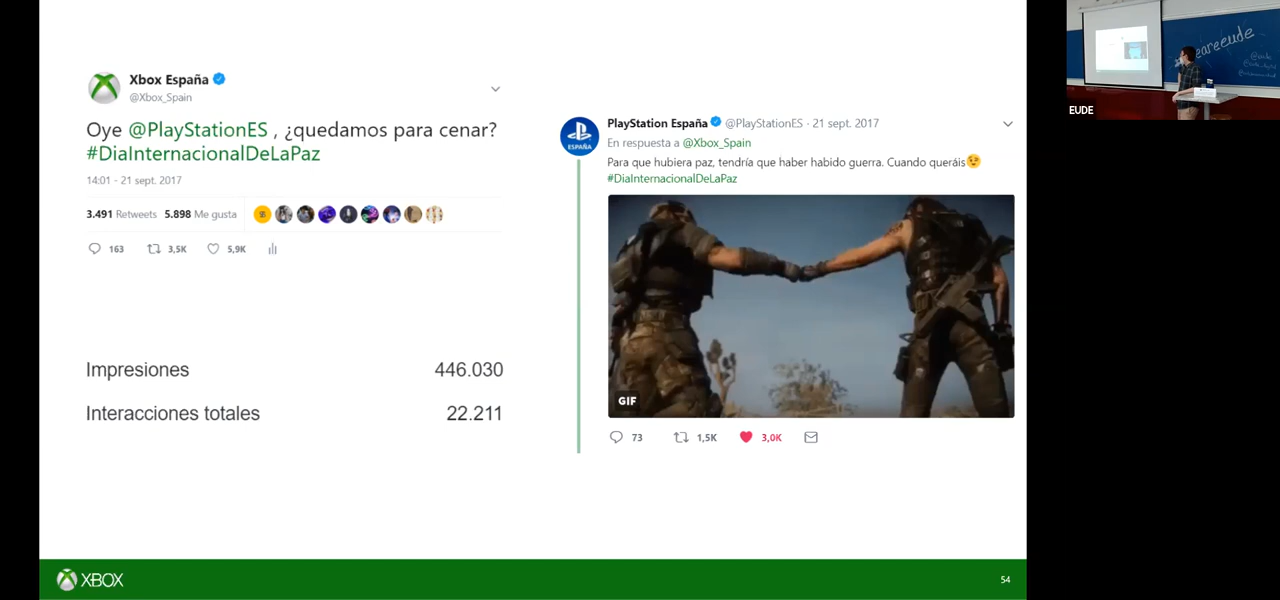 Xbox España
@Xbox_Spain
Oye @PlayStationES , ¿quedamos para cenar?
#DiaInternacionalDeLaPaz
14:01 - 21 sept. 2017
3.491 Retweets 5.898 Me gusta
163 3,5K 5,9K
Impresiones 446.030
Interacciones totales 22.211
ESPAÑA
PlayStation España @PlayStationES · 21 sept. 2017
En respuesta a @Xbox_Spain
Para que hubiera paz, tendría que haber habido guerra. Cuando queráis😉
#DiaInternacionalDeLaPaz
GIF
73 1,5K 3,0K
XBOX
54
weareeude
EUDE